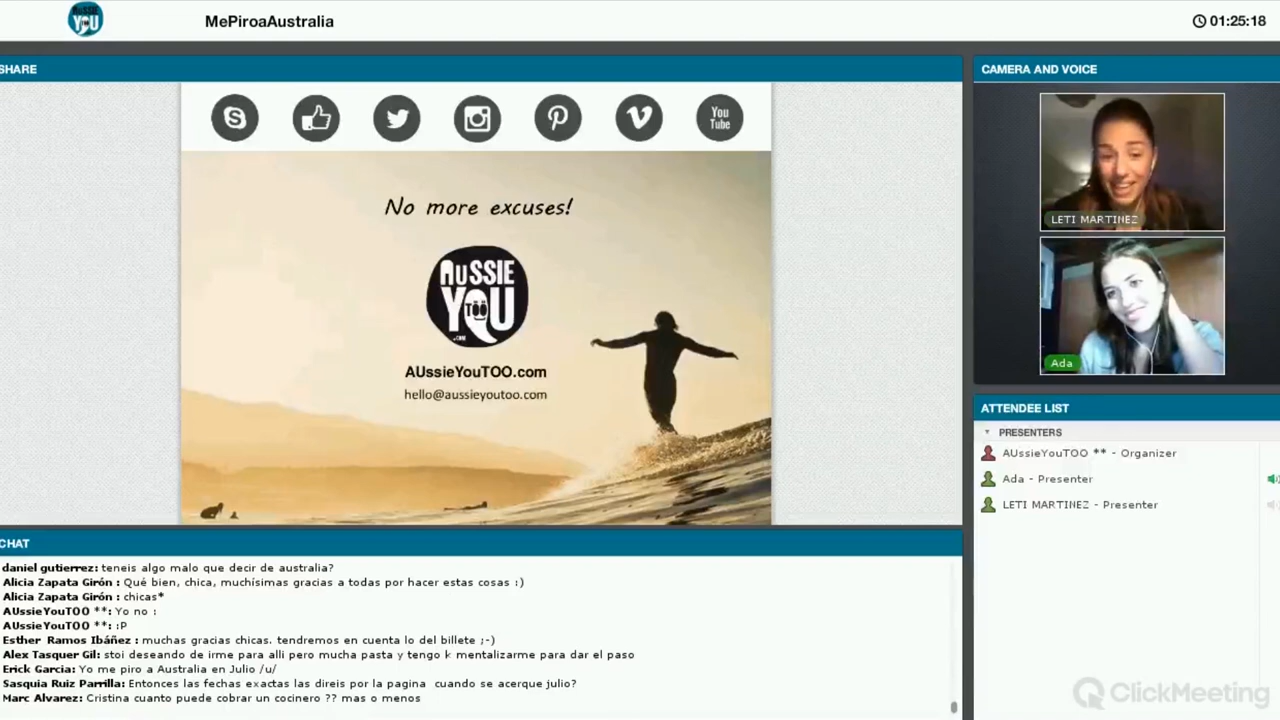 AUSSIE
YOU
MePiroaAustralia
01:25:18
SHARE
You
Tube
No more excuses!
AUSSIE
YOU
TOO
.COM
AUssieYouTOO.com
hello@aussieyoutoo.com
CAMERA AND VOICE
LETI MARTINEZ
Ada
ATTENDEE LIST
PRESENTERS
AUssieYouTOO ** - Organizer
Ada - Presenter
LETI MARTINEZ - Presenter
CHAT
daniel gutierrez: teneis algo malo que decir de australia?
Alicia Zapata Girón : Qué bien, chica, muchísimas gracias a todas por hacer estas cosas :)
Alicia Zapata Girón : chicas*
AUssieYouTOO **: Yo no :
AUssieYouTOO **: :P
Esther Ramos Ibáñez : muchas gracias chicas. tendremos en cuenta lo del billete ;-)
Alex Tasquer Gil: stoi deseando de irme para alli pero mucha pasta y tengo k mentalizarme para dar el paso
Erick Garcia: Yo me piro a Australia en Julio /u/
Sasquia Ruiz Parrilla: Entonces las fechas exactas las direis por la pagina cuando se acerque julio?
Marc Alvarez: Cristina cuanto puede cobrar un cocinero ?? mas o menos
ClickMeeting